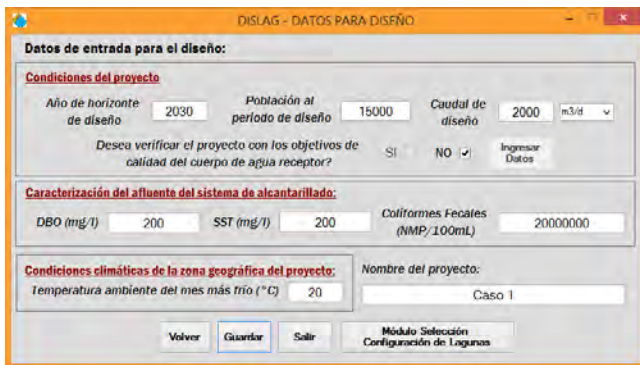 DISLAG - DATOS PARA DISEÑO
Datos de entrada para el diseño:
Condiciones del proyecto
Año de horizonte de diseño
2030
Población al periodo de diseño
15000
Caudal de diseño
2000
m3/d
Desea verificar el proyecto con los objetivos de calidad del cuerpo de agua receptor?
SI
NO
Ingresar Datos
Caracterización del afluente del sistema de alcantarillado:
DBO (mg/l)
200
SST (mg/l)
200
Coliformes Fecales (NMP/100mL)
20000000
Condiciones climáticas de la zona geográfica del proyecto:
Temperatura ambiente del mes más frío (°C)
20
Nombre del proyecto:
Caso 1
Volver
Guardar
Salir
Módulo Selección Configuración de Lagunas